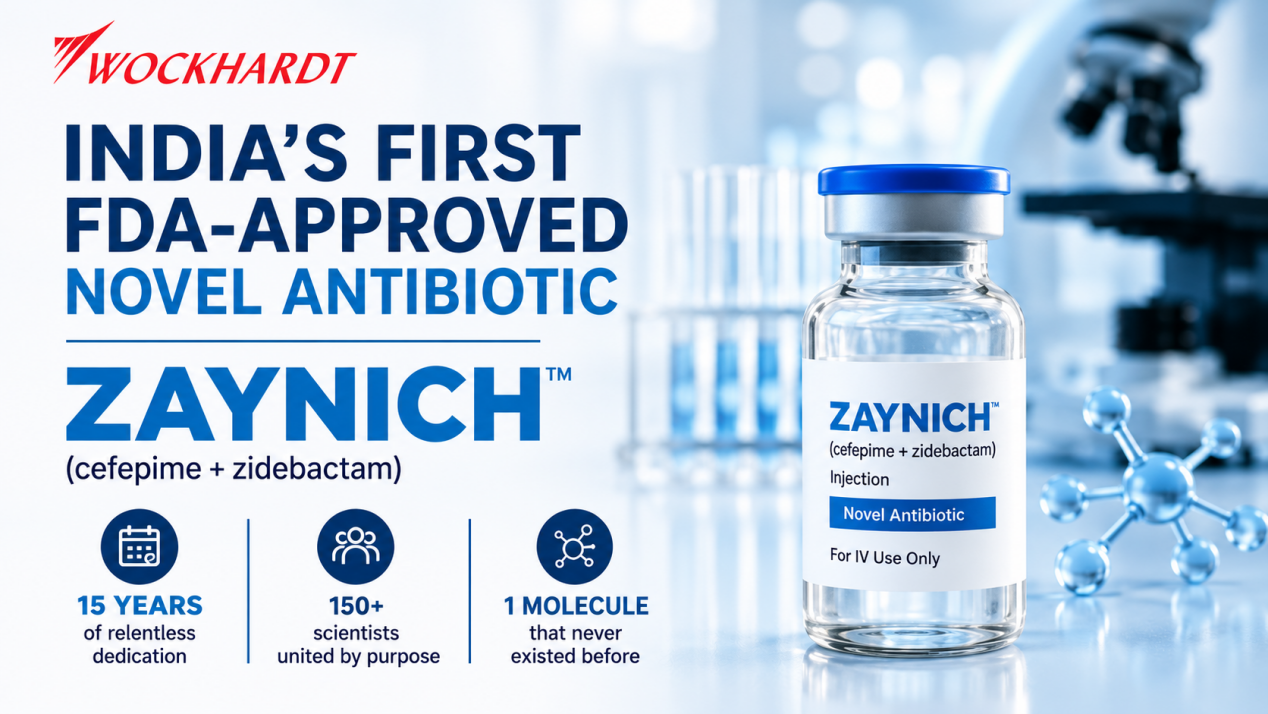 WOCKHARDT
INDIA'S FIRST
FDA-APPROVED
NOVEL ANTIBIOTIC
ZAYNICH™
(cefepime + zidebactam)
15 YEARS
of relentless
dedication
150+
scientists
united by purpose
1 MOLECULE
that never
existed before
ZAYNICH™
(cefepime + zidebactam)
Injection
Novel Antibiotic
For IV Use Only